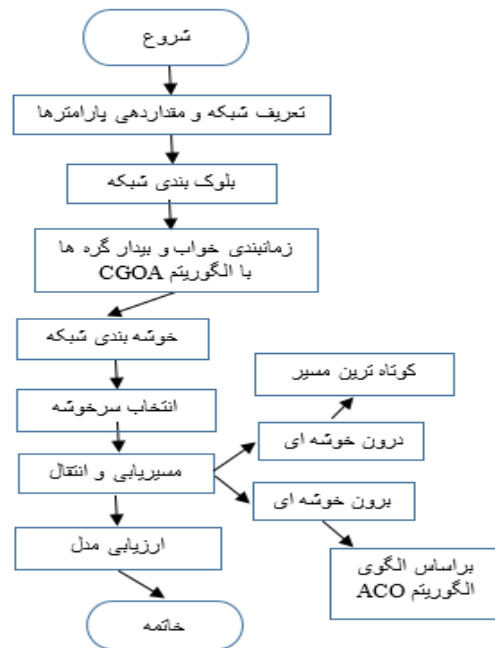 شروع
تعریف شبکه و مقداردهی پارامترها
بلوک بندی شبکه
زمانبندی خواب و بیدار گره ها
با الگوریتم CGOA
خوشه بندی شبکه
انتخاب سرخوشه
مسیریابی و انتقال
کوتاه ترین مسیر
درون خوشه ای
برون خوشه ای
براساس الگوی
الگوریتم ACO
ارزیابی مدل
خاتمه